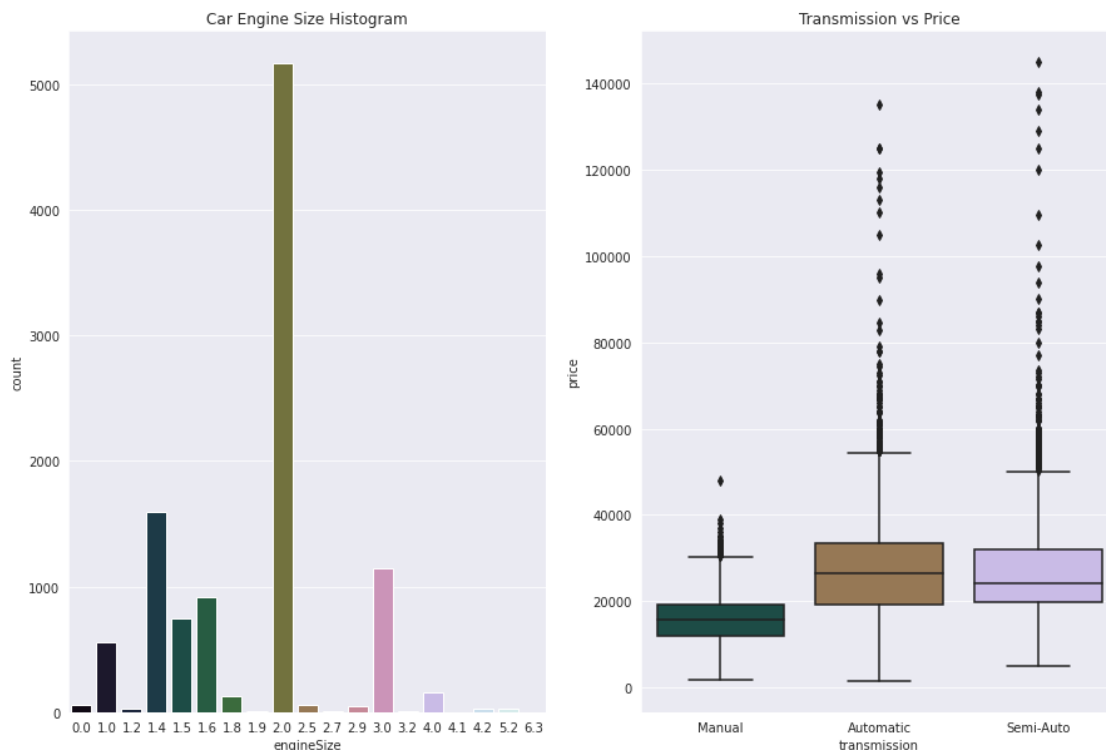 Car Engine Size Histogram
5000
4000
3000
2000
1000
0
count
0.0 1.0 1.2 1.4 1.5 1.6 1.8 1.9 2.0 2.5 2.7 2.9 3.0 3.2 4.0 4.1 4.2 5.2 6.3
engineSize
Transmission vs Price
140000
120000
100000
80000
60000
40000
20000
0
price
Manual Automatic Semi-Auto
transmission